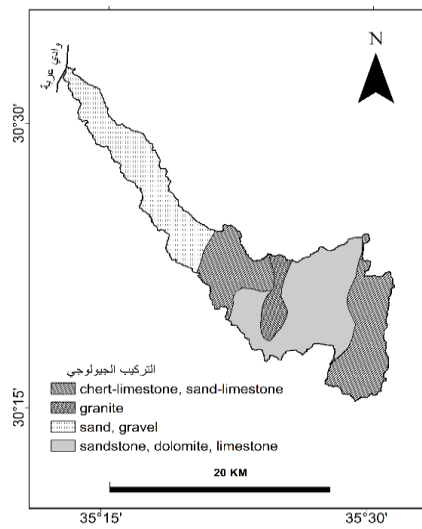 وادي عربة
N
30°30'
التركيب الجيولوجي
chert-limestone, sand-limestone
granite
sand, gravel
sandstone, dolomite, limestone
30°15'
20 KM
35°15'
35°30'